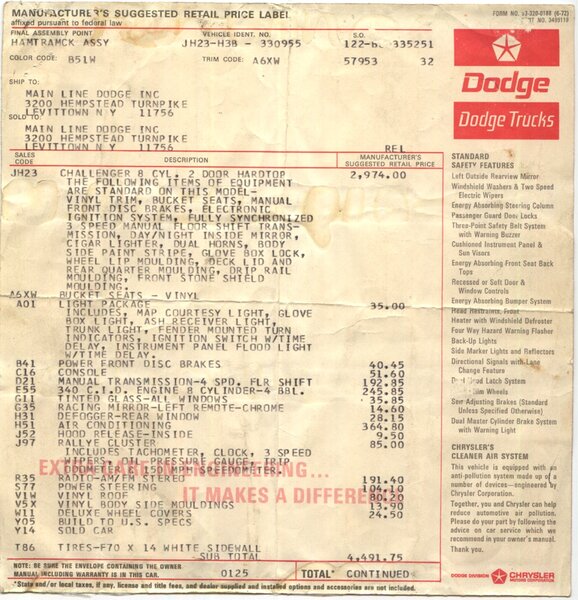 MANUFACTURER'S SUGGESTED RETAIL PRICE LABEL
affixed pursuant to federal law
FORM NO. (6-72)
FINAL ASSEMBLY POINT VEHICLE IDENT. NO. S.O.
HAMTRAMCK ASSY JH23-H3B - 330955 335251
COLOR CODE: B51W TRIM CODE: A6XW 57953 32
SHIP TO:
MAIN LINE DODGE INC
3200 HEMPSTEAD TURNPIKE
LEVITTOWN N Y 11756
SOLD TO:
MAIN LINE DODGE INC
3200 HEMPSTEAD TURNPIKE
LEVITTOWN N Y 11756
Dodge
Dodge Trucks
SALES CODE DESCRIPTION MANUFACTURER'S SUGGESTED RETAIL PRICE
JH23 CHALLENGER 8 CYL. 2 DOOR HARDTOP 2,974.00
THE FOLLOWING ITEMS OF EQUIPMENT
ARE STANDARD ON THIS MODEL-
VINYL TRIM, BUCKET SEATS, MANUAL
FRONT DISC BRAKES, ELECTRONIC
IGNITION SYSTEM, FULLY SYNCHRONIZED
3 SPEED MANUAL FLOOR SHIFT TRANS-
MISSION, DAY/NIGHT INSIDE MIRROR,
CIGAR LIGHTER, DUAL HORNS, BODY
SIDE PAINT STRIPE, GLOVE BOX LOCK,
WHEEL LIP MOULDING, DECK LID AND
REAR QUARTER MOULDING, DRIP RAIL
MOULDING, FRONT STONE SHIELD
MOULDING.
A6XW BUCKET SEATS - VINYL
A01 LIGHT PACKAGE 35.00
INCLUDES, MAP COURTESY LIGHT, GLOVE
BOX LIGHT, ASH RECEIVER LIGHT,
TRUNK LIGHT, FENDER MOUNTED TURN
INDICATORS, IGNITION SWITCH W/TIME
DELAY, INSTRUMENT PANEL FLOOD LIGHT
W/TIME DELAY.
B41 POWER FRONT DISC BRAKES 40.45
C16 CONSOLE 51.60
D21 MANUAL TRANSMISSION-4 SPD. FLR SHIFT 192.85
E55 340 C.I.D. ENGINE 8 CYLINDER-4 BBL. 245.85
G11 TINTED GLASS-ALL WINDOWS 35.85
G35 RACING MIRROR-LEFT REMOTE-CHROME 14.60
H31 DEFOGGER-REAR WINDOW 28.15
H51 AIR CONDITIONING 364.80
J52 HOOD RELEASE-INSIDE 9.50
J97 RALLYE CLUSTER 85.00
INCLUDES TACHOMETER, CLOCK, 3 SPEED
WIPERS, OIL PRESSURE GAUGE, TRIP
ODOMETER, 150 MPH SPEEDOMETER.
R35 RADIO-AM/FM STEREO 191.40
S77 POWER-STEERING 104.10
V1W VINYL ROOF 80.20
V5X VINYL BODY SIDE MOULDINGS 13.90
W11 DELUXE WHEEL COVERS 24.50
Y05 BUILD TO U.S. SPECS
Y14 SOLD CAR
T86 TIRES-F70 X 14 WHITE SIDEWALL
SUB TOTAL 4,491.75
IT MAKES A DIFFERENCE
NOTE: BE SURE THE ENVELOPE CONTAINING THE OWNER
MANUAL INCLUDING WARRANTY IS IN THIS CAR. 0125 TOTAL* CONTINUED
*State and/or local taxes, if any, license and title fees, and dealer supplied and installed options and accessories are not included.
STANDARD
SAFETY FEATURES
Left Outside Rearview Mirror
Windshield Washers & Two Speed
Electric Wipers
Energy Absorbing Steering Column
Passenger Guard Door Locks
Three-Point Safety Belt System
with Warning Buzzer
Cushioned Instrument Panel &
Sun Visors
Energy Absorbing Front Seat Back
Tops
Recessed or Soft Door &
Window Controls
Energy Absorbing Bumper System
Head Restraints, Front
Heater with Windshield Defroster
Four Way Hazard Warning Flasher
Back-Up Lights
Side Marker Lights and Reflectors
Directional Signals with Lane
Change Feature
Latch System
Rim Wheels
Self Adjusting Brakes (Standard
Unless Specified Otherwise)
Dual Master Cylinder Brake System
with Warning Light
CHRYSLER'S
CLEANER AIR SYSTEM
This vehicle is equipped with an
anti-pollution system made up of a
number of devices—engineered by
Chrysler Corporation.
Together, you and Chrysler can help
reduce automotive air pollution.
Please do your part by following the
advice on car service which we
recommend in your owner's manual.
Thank you.
DODGE DIVISION CHRYSLER
MOTORS CORPORATION